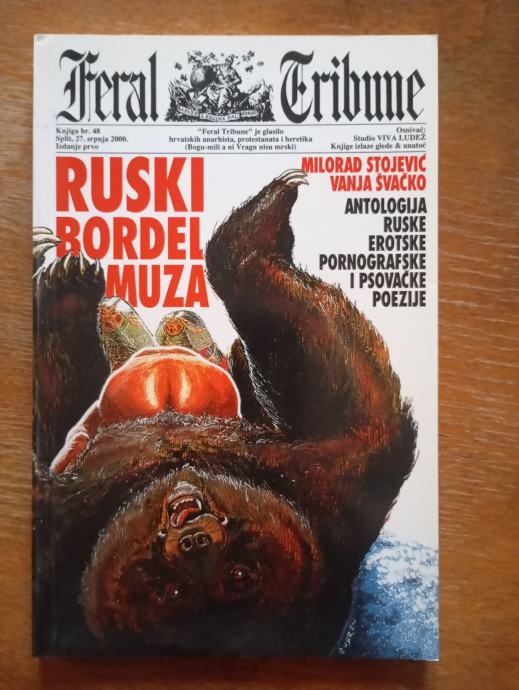 Feral Tribune
Knjiga br. 48
Split, 27. srpnja 2000.
Izdanje prvo
"Feral Tribune" je glasilo
hrvatskih anarhista, protestanata i heretika
(Bogu-mili a ni Vragu nisu mrski)
Osnivač:
Studio VIVA LUDEŽ
Knjige izlaze glede & unatoč
RUSKI
BORDEL
MUZA
MILORAD STOJEVIĆ
VANJA ŠVAČKO
ANTOLOGIJA
RUSKE
EROTSKE
PORNOGRAFSKE
I PSOVAČKE
POEZIJE